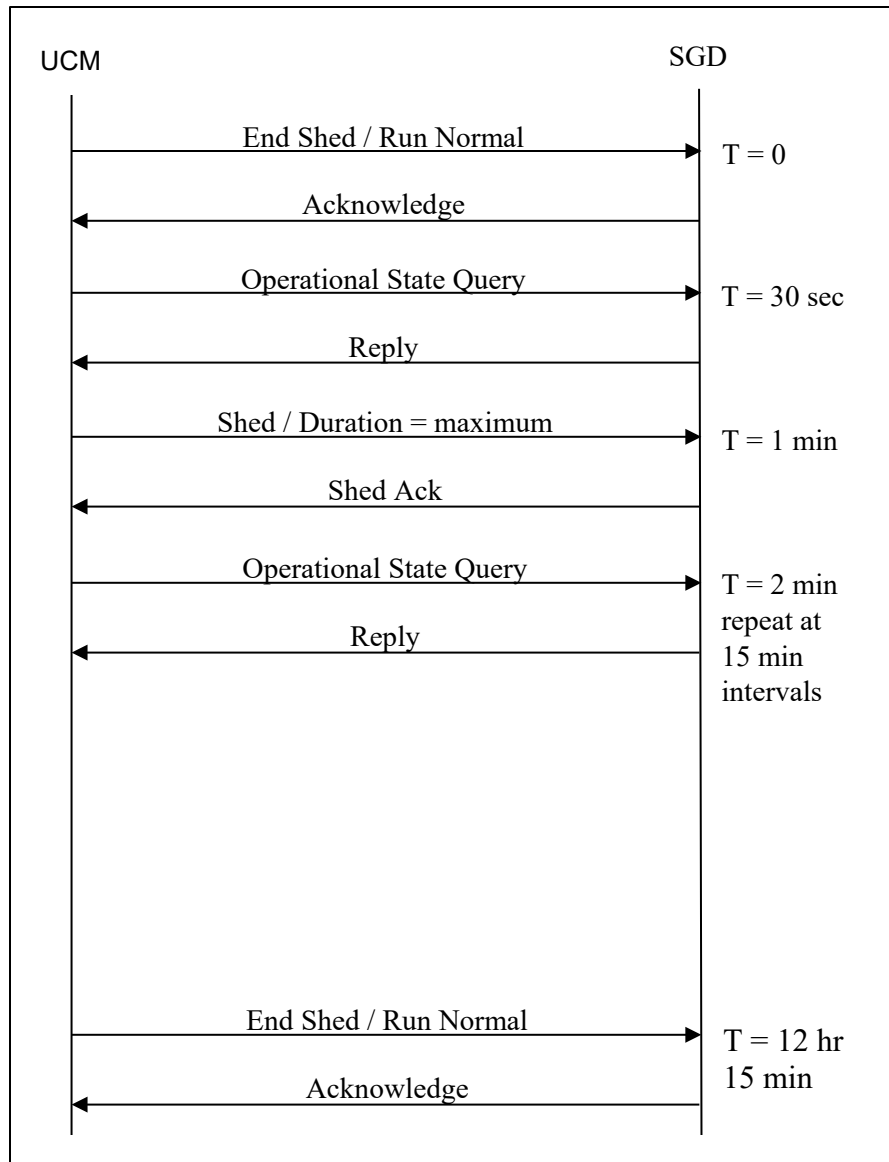 UCM
SGD
End Shed / Run Normal
T = 0
Acknowledge
Operational State Query
T = 30 sec
Reply
Shed / Duration = maximum
T = 1 min
Shed Ack
Operational State Query
T = 2 min
repeat at
Reply
15 min
intervals
End Shed / Run Normal
T = 12 hr
15 min
Acknowledge